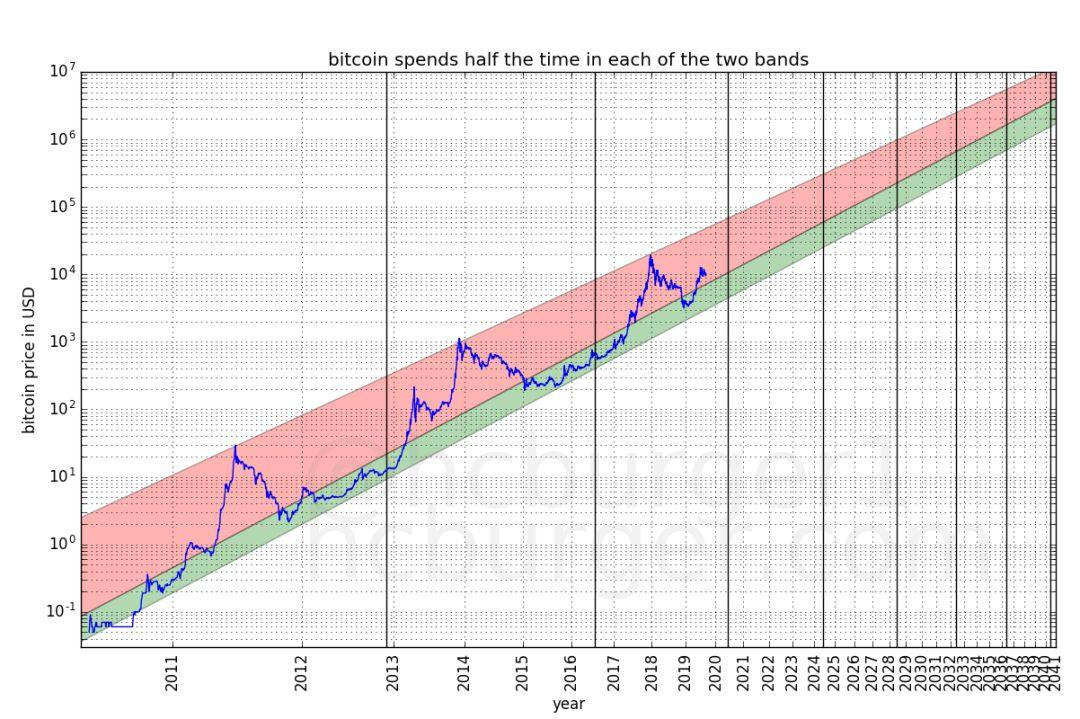 bitcoin spends half the time in each of the two bands
10^7
10^6
10^5
10^4
10^3
10^2
10^1
10^0
10^-1
bitcoin price in USD
2011 2012 2013 2014 2015 2016 2017 2018 2019 2020 2021 2022 2023 2024 2025 2026 2027 2028 2029 2030 2031 2032 2033 2034 2035 2036 2037 2038 2039 2040 2041
year
@hcburger1
hcburger.com